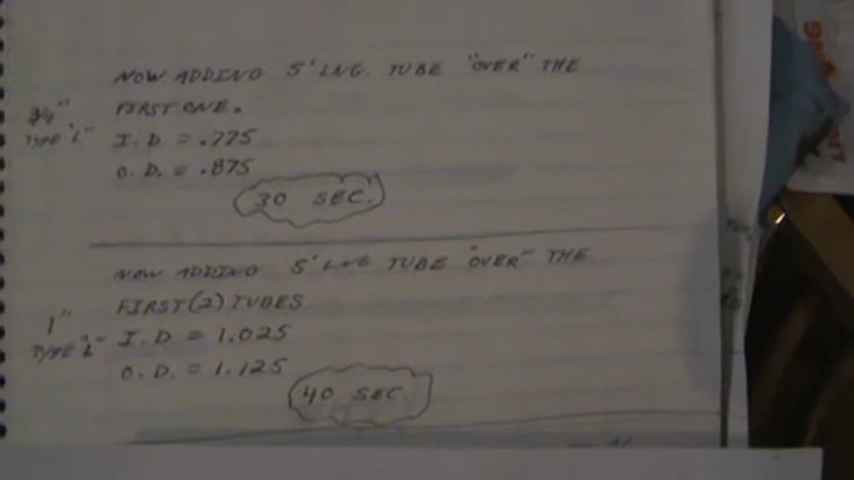 NOW ADDING 5' LNG. TUBE "OVER" THE
FIRST ONE.
3/4"
TYPE "L"
I.D. = .775
O.D. = .875
30 SEC.
NOW ADDING 5' LNG TUBE "OVER" THE
FIRST (2) TUBES
1"
TYPE "L"
I.D. = 1.025
O.D. = 1.125
40 SEC.